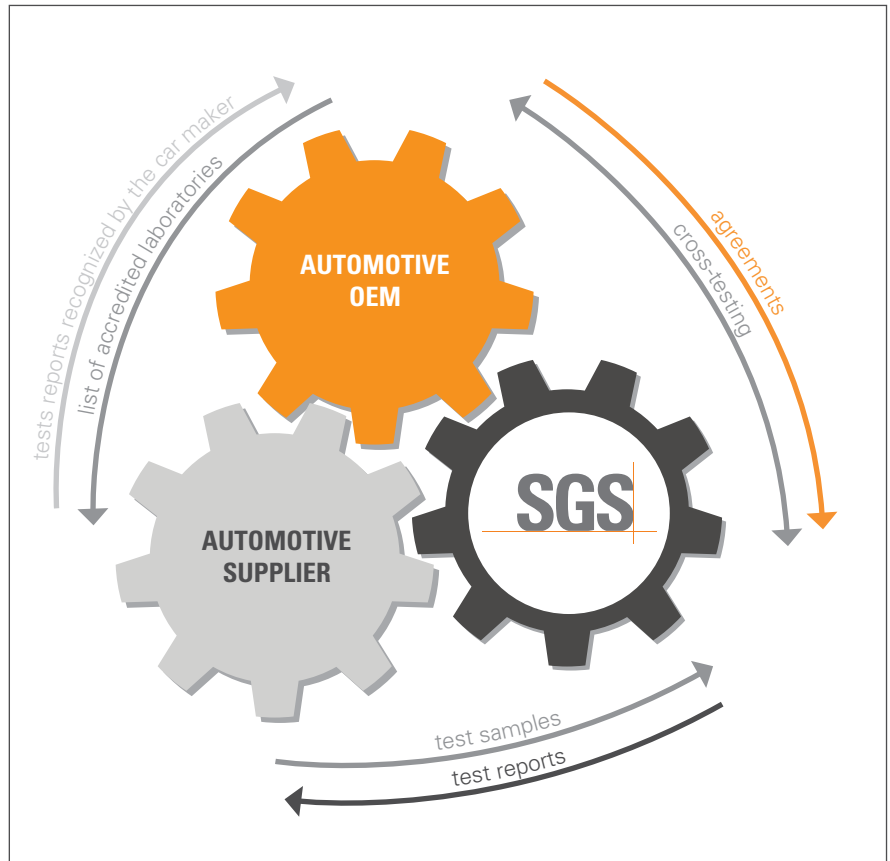 tests reports recognized by the car maker
list of accredited laboratories
AUTOMOTIVE
OEM
agreements
cross-testing
AUTOMOTIVE
SUPPLIER
SGS
test samples
test reports